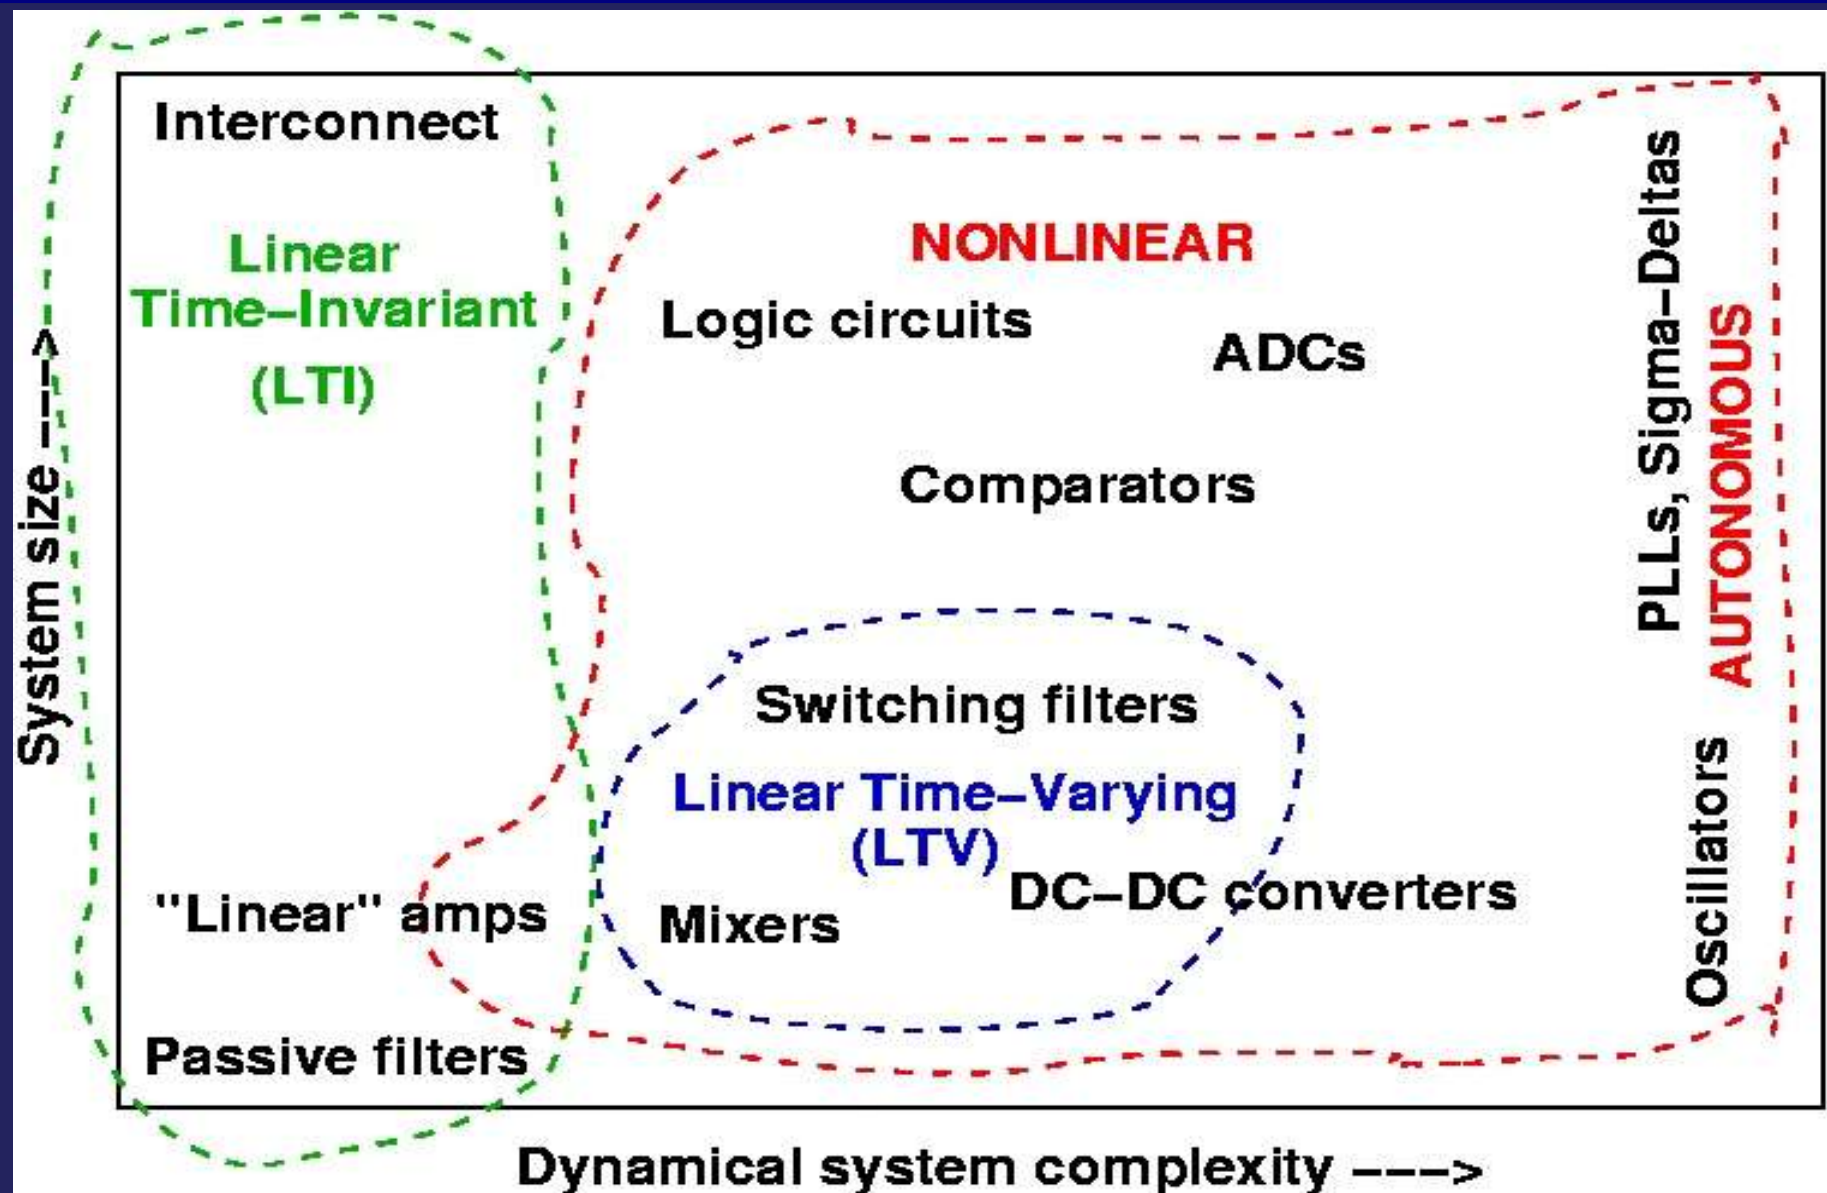 Interconnect
Linear
Time–Invariant
(LTI)
NONLINEAR
Logic circuits
ADCs
Comparators
PLLs, Sigma–Deltas
AUTONOMOUS
System size –––>
Switching filters
Linear Time–Varying
(LTV)
DC–DC converters
Mixers
"Linear" amps
Oscillators
Passive filters
Dynamical system complexity –––>